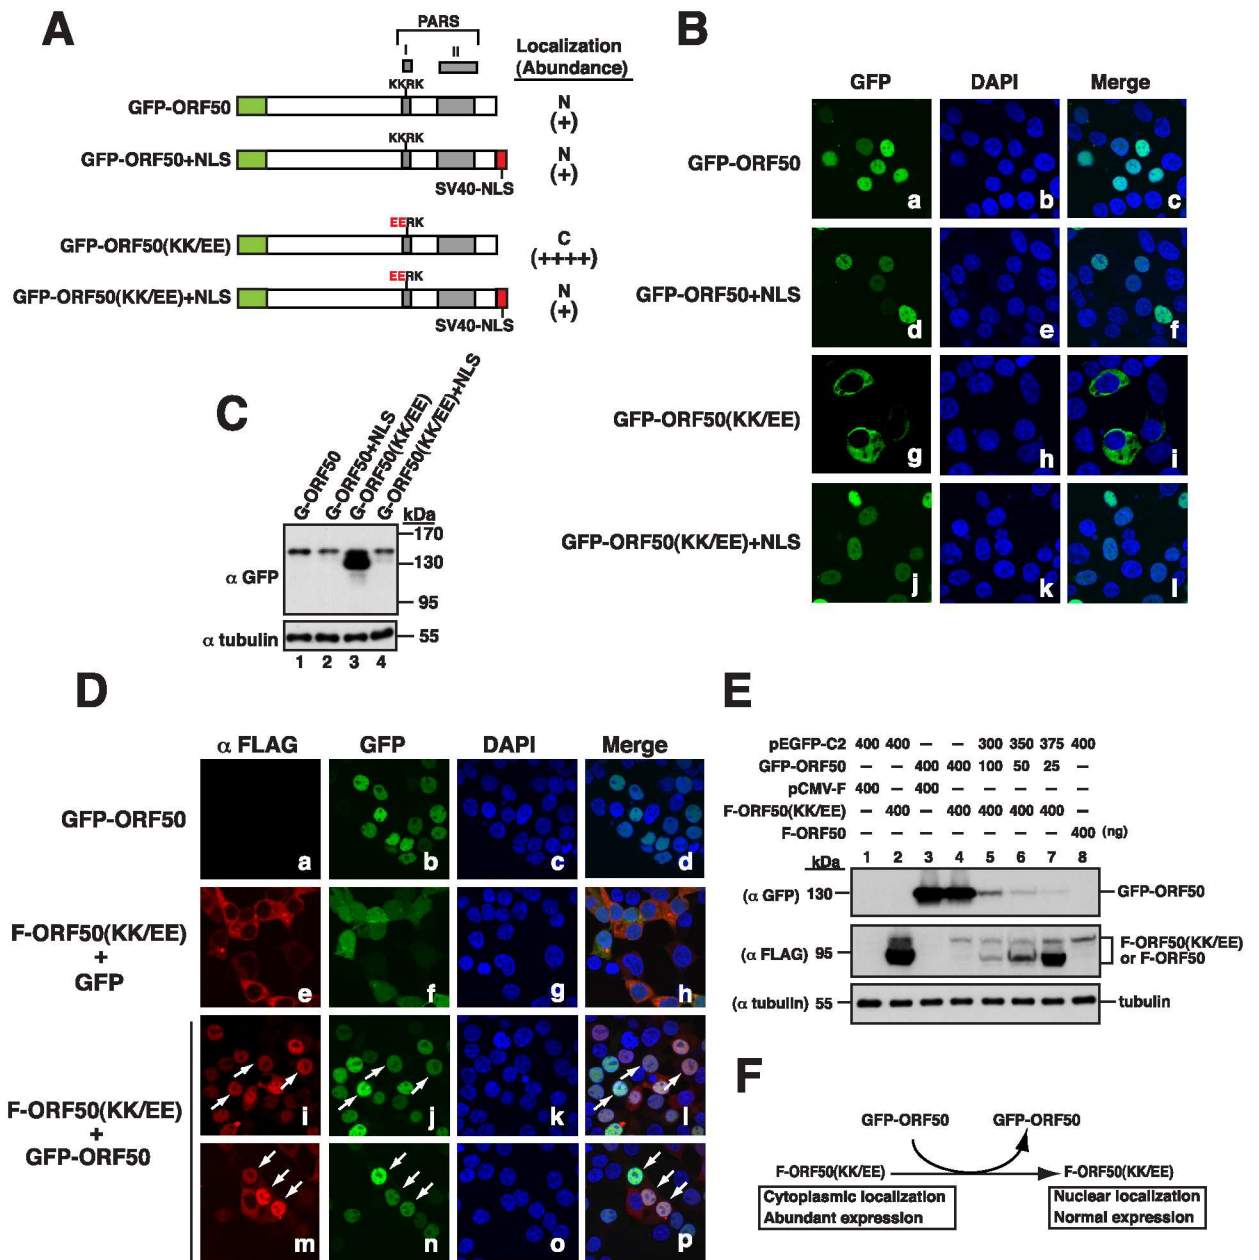 A
PARS
I II
Localization
(Abundance)
KKRK
GFP-ORF50
N
(+)
KKRK
GFP-ORF50+NLS
N
(+)
SV40-NLS
EERK
GFP-ORF50(KK/EE)
C
(++++)
EERK
GFP-ORF50(KK/EE)+NLS
N
(+)
SV40-NLS
B
GFP DAPI Merge
GFP-ORF50
a b c
GFP-ORF50+NLS
d e f
GFP-ORF50(KK/EE)
g h i
GFP-ORF50(KK/EE)+NLS
j k l
C
G-ORF50
G-ORF50+NLS
G-ORF50(KK/EE)
G-ORF50(KK/EE)+NLS
kDa
170
α GFP
130
95
α tubulin
55
1 2 3 4
D
α FLAG GFP DAPI Merge
GFP-ORF50
a b c d
F-ORF50(KK/EE)
+
GFP
e f g h
F-ORF50(KK/EE)
+
GFP-ORF50
i j k l
m n o p
E
pEGFP-C2 400 400 — — 300 350 375 400
GFP-ORF50 — — 400 400 100 50 25 —
pCMV-F 400 — 400 — — — — —
F-ORF50(KK/EE) — 400 — 400 400 400 400 —
F-ORF50 — — — — — — — 400 (ng)
kDa 1 2 3 4 5 6 7 8
(α GFP) 130 GFP-ORF50
(α FLAG) 95 F-ORF50(KK/EE)
or F-ORF50
(α tubulin) 55 tubulin
F
GFP-ORF50 GFP-ORF50
F-ORF50(KK/EE) F-ORF50(KK/EE)
Cytoplasmic localization
Abundant expression
Nuclear localization
Normal expression